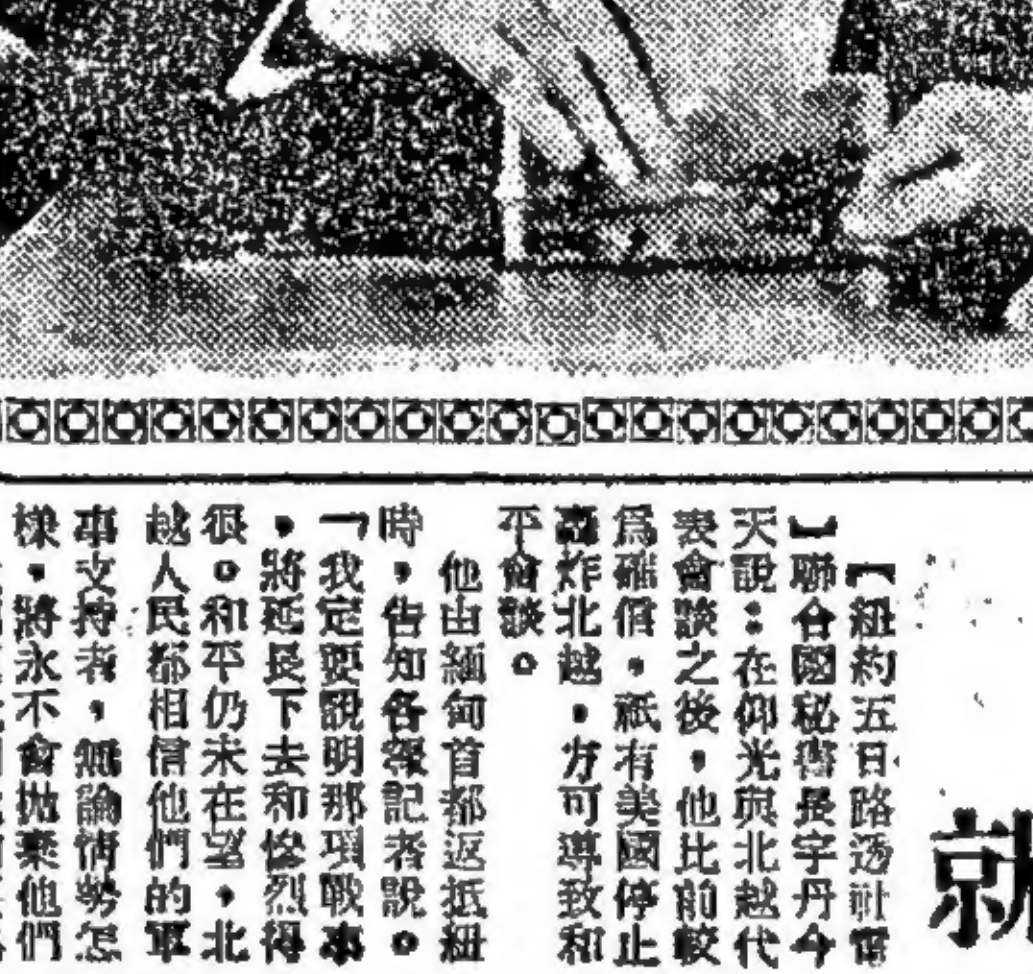 就
【紐約五日路透社電
】聯合國秘書長宇丹今
天說：在仰光與北越代
表會談之後，他比前較
爲確信，祇有美國停止
轟炸北越，方可導致和
平會談。
他由緬甸首都返抵紐
時，告知各報記者說。
「我定要說明那項戰事
，將延長下去和俊烈得
很。和平仍未在望，北
越人民都相信他們的軍
事支持者，無論情勢怎
樣，將永不會拋棄他們